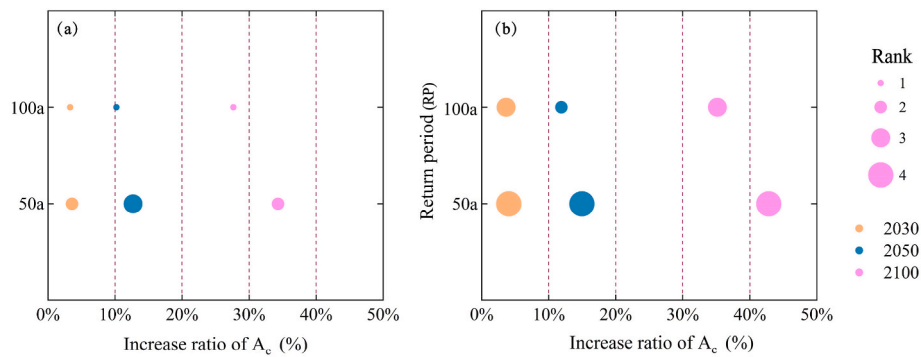 (a)
100a
50a
0%
10%
20%
30%
40%
50%
Increase ratio of A_c (%)
(b)
Return period (RP)
100a
50a
0%
10%
20%
30%
40%
50%
Increase ratio of A_c (%)
Rank
1
2
3
4
2030
2050
2100